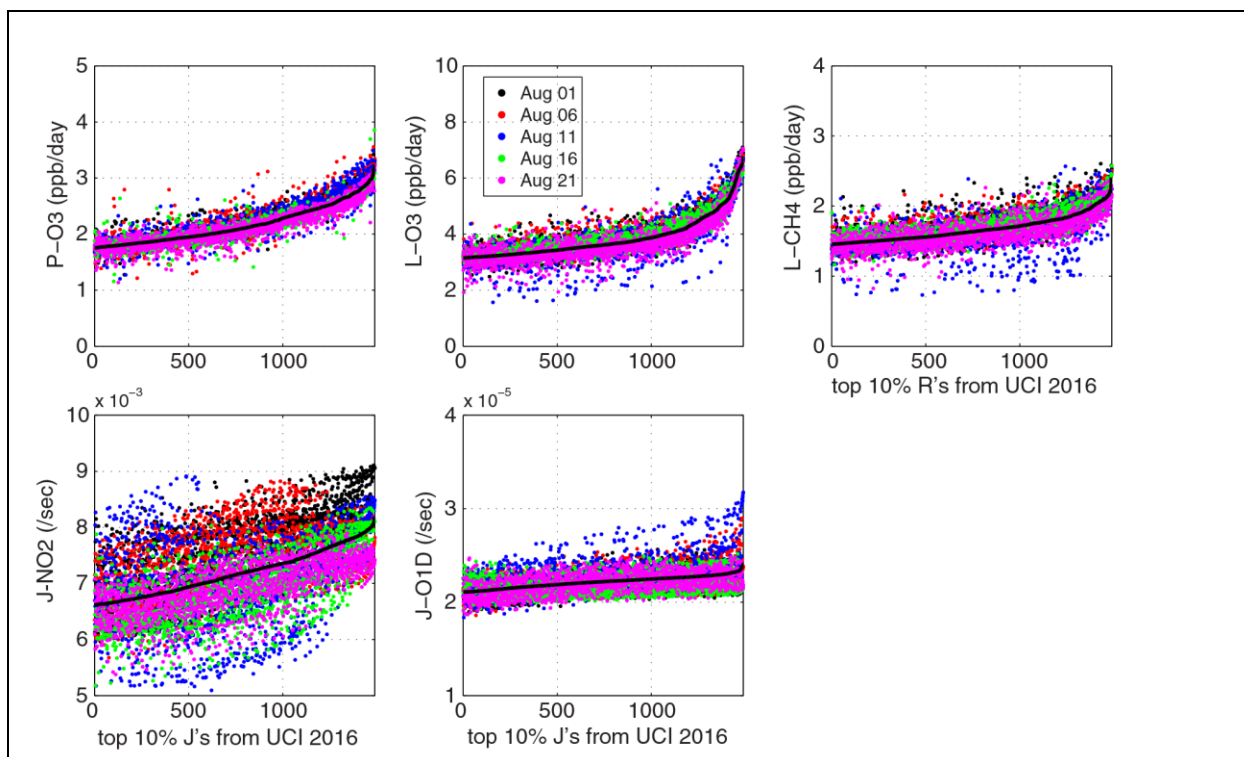 P−O3 (ppb/day)
5
4
3
2
1
0
0
500
1000
L−O3 (ppb/day)
10
8
6
4
2
0
0
500
1000
Aug 01
Aug 06
Aug 11
Aug 16
Aug 21
L−CH4 (ppb/day)
4
3
2
1
0
0
500
1000
top 10% R's from UCI 2016
x 10⁻³
J-NO2 (/sec)
10
9
8
7
6
5
0
500
1000
top 10% J's from UCI 2016
x 10⁻⁵
J−O1D (/sec)
4
3
2
1
0
500
1000
top 10% J's from UCI 2016